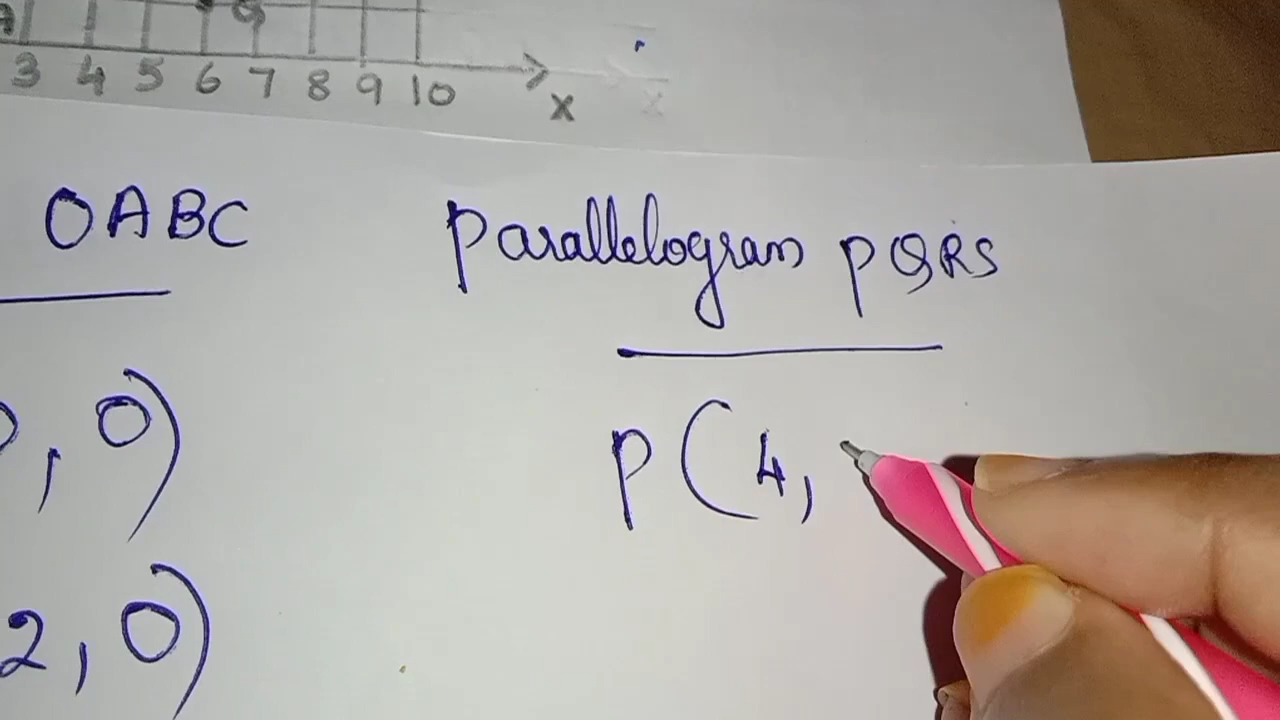 3 4 5 6 7 8 9 10
x
OABC
Parallelogram PQRS
, 0)
P(4,
2, 0)